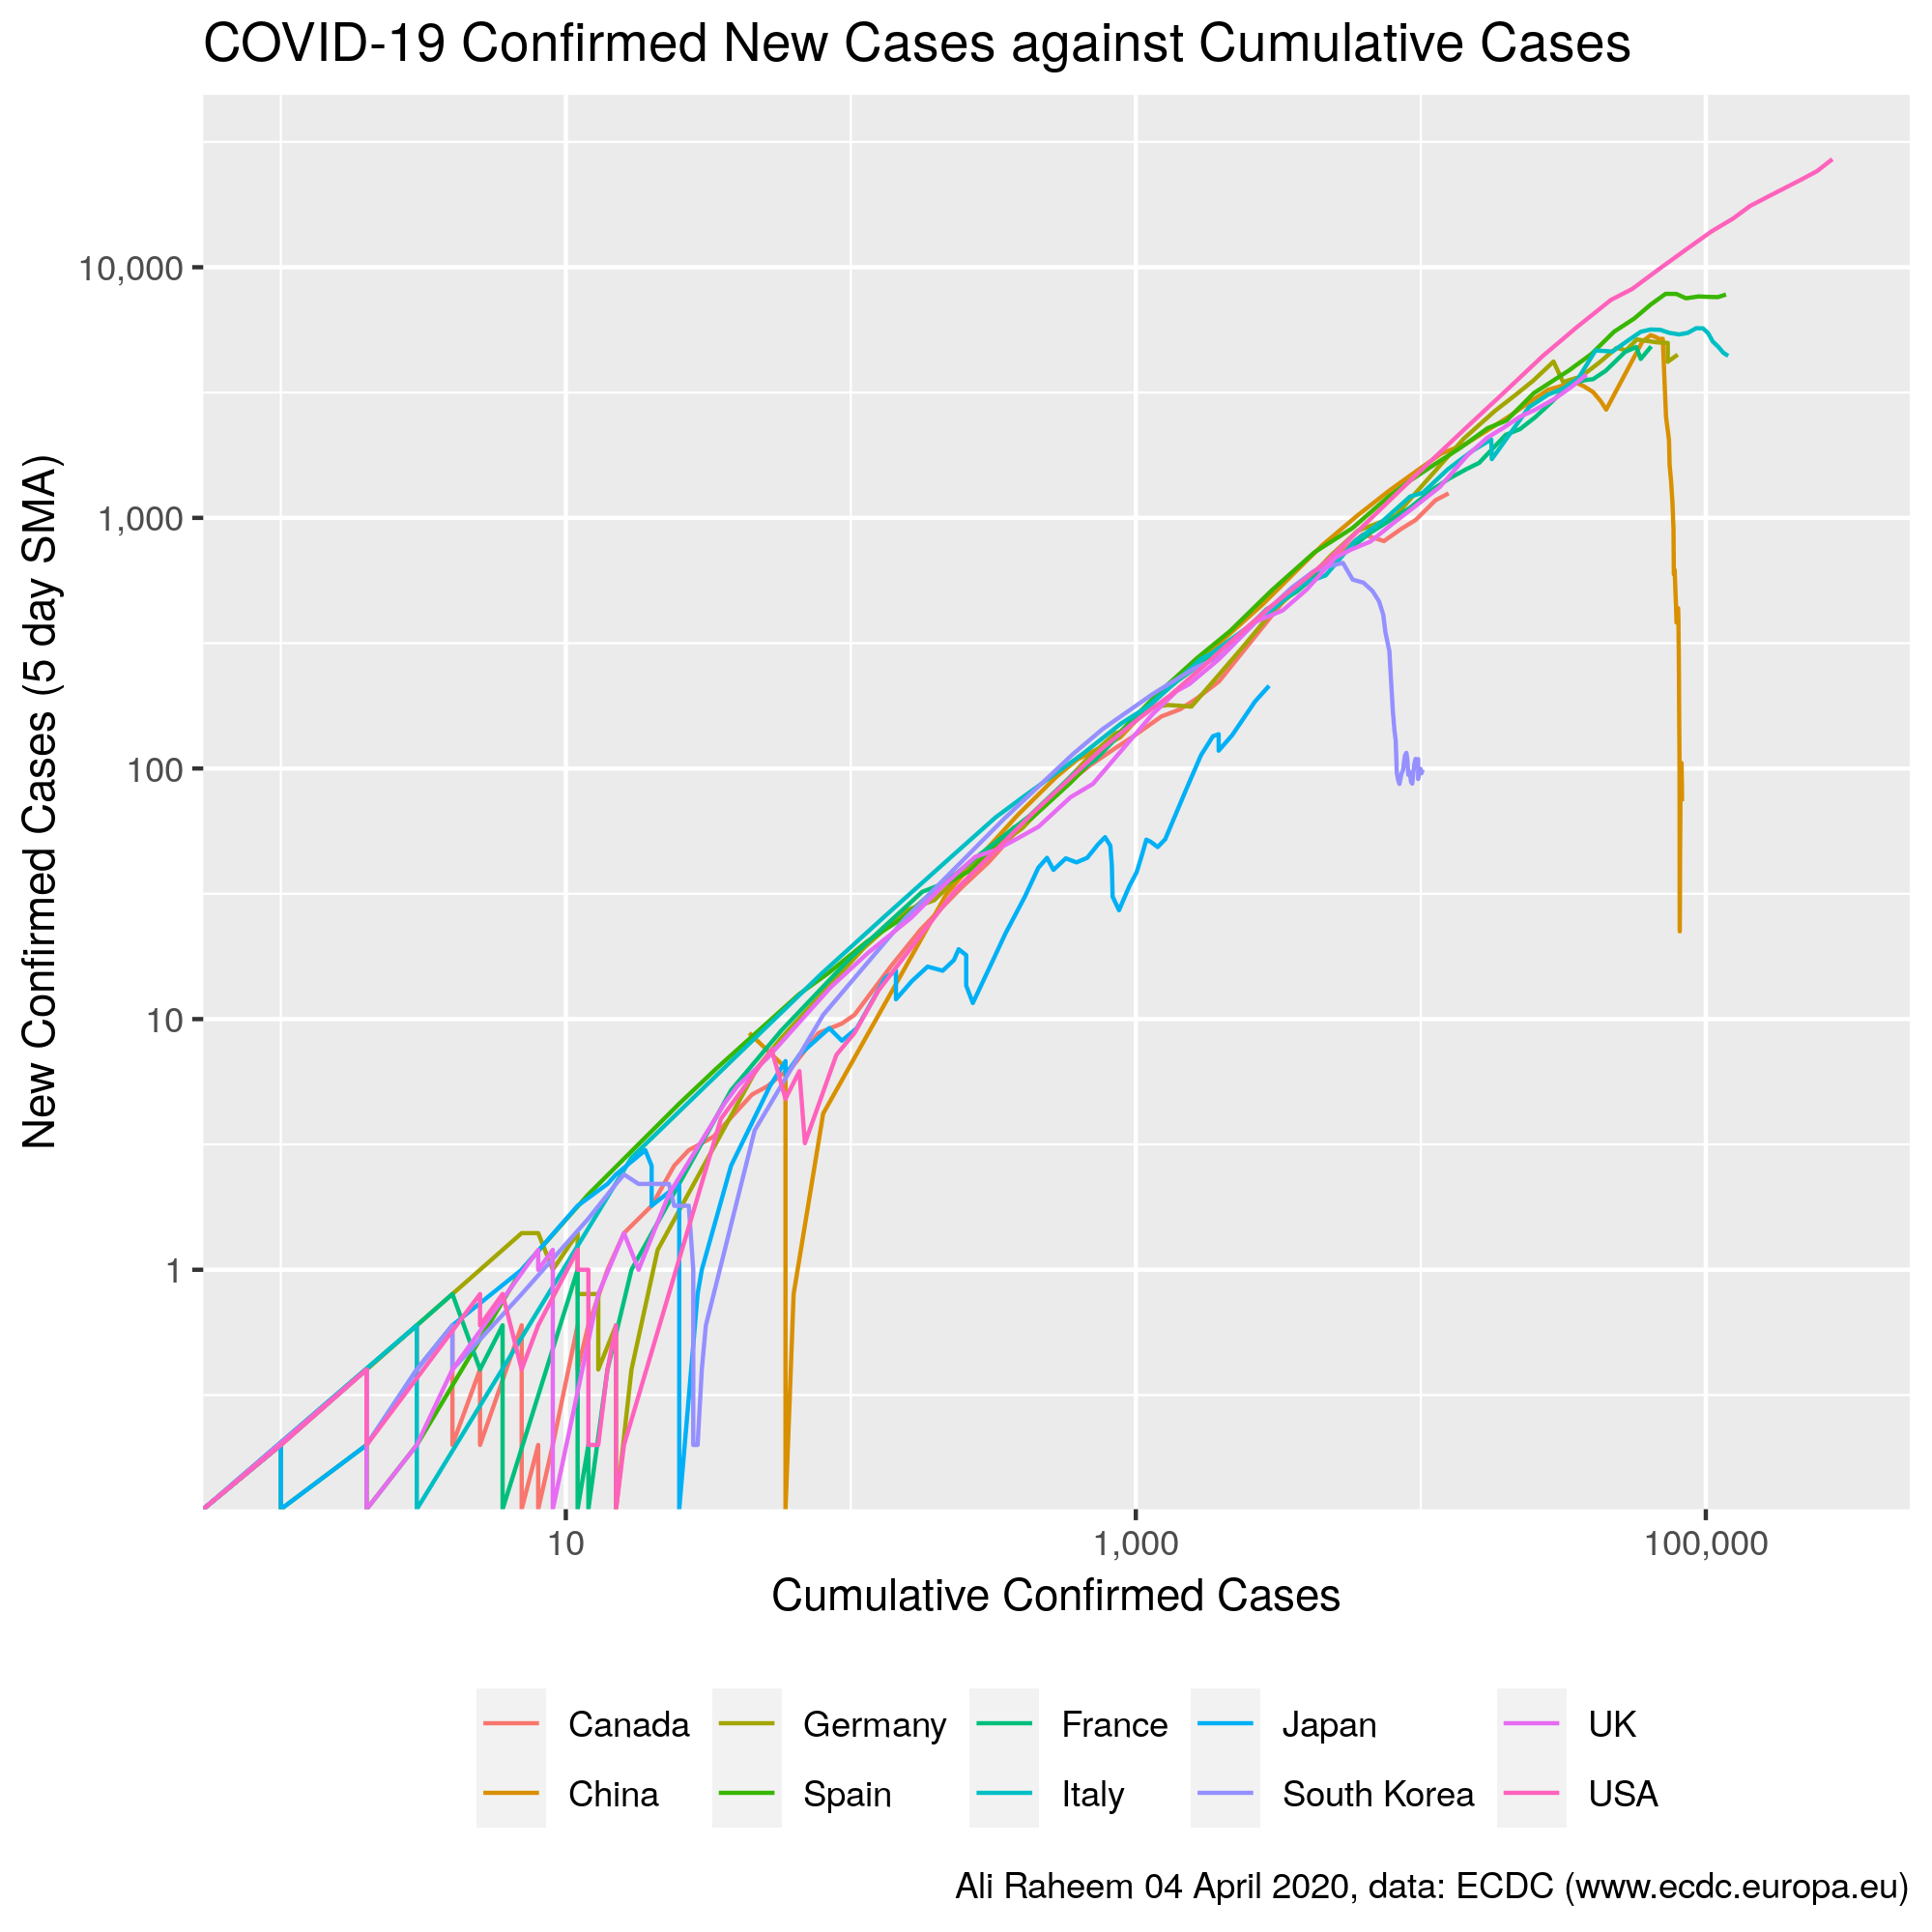 COVID-19 Confirmed New Cases against Cumulative Cases
New Confirmed Cases (5 day SMA)
10,000
1,000
100
10
1
10 1,000 100,000
Cumulative Confirmed Cases
Canada Germany France Japan UK
China Spain Italy South Korea USA
Ali Raheem 04 April 2020, data: ECDC (www.ecdc.europa.eu)